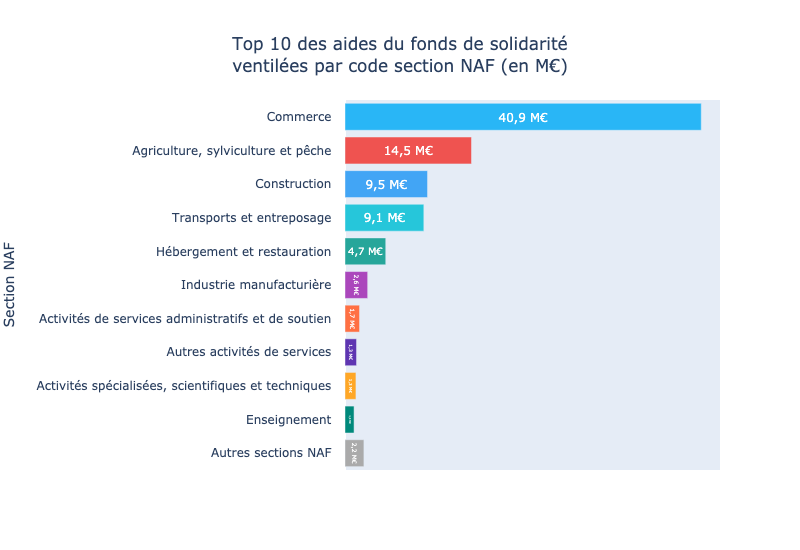 Top 10 des aides du fonds de solidarité
ventilées par code section NAF (en M€)
Section NAF
Commerce
40,9 M€
Agriculture, sylviculture et pêche
14,5 M€
Construction
9,5 M€
Transports et entreposage
9,1 M€
Hébergement et restauration
4,7 M€
Industrie manufacturière
2,6 M€
Activités de services administratifs et de soutien
1,7 M€
Autres activités de services
Activités spécialisées, scientifiques et techniques
Enseignement
Autres sections NAF
2,2 M€